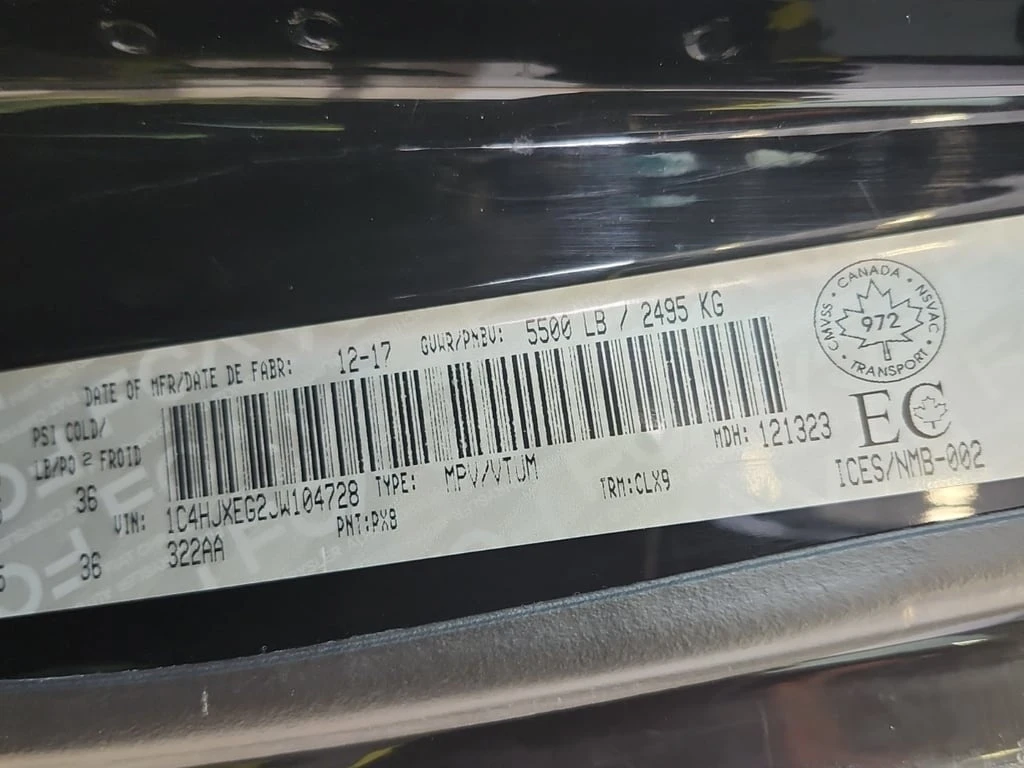 DATE OF MFR/DATE DE FABR: 12-17 GVWR/PNBV: 5500 LB / 2495 KG
PSI COLD/
LB/PO 2 FROID
36
VIN: 1C4HJXEG2JW104728 TYPE: MPV/VTUM MDH: 121323
36
322AA PNT:PX8 TRM:CLX9
CMVSS • CANADA • NSVAC • TRANSPORT •
972
EC
ICES/NMB-002